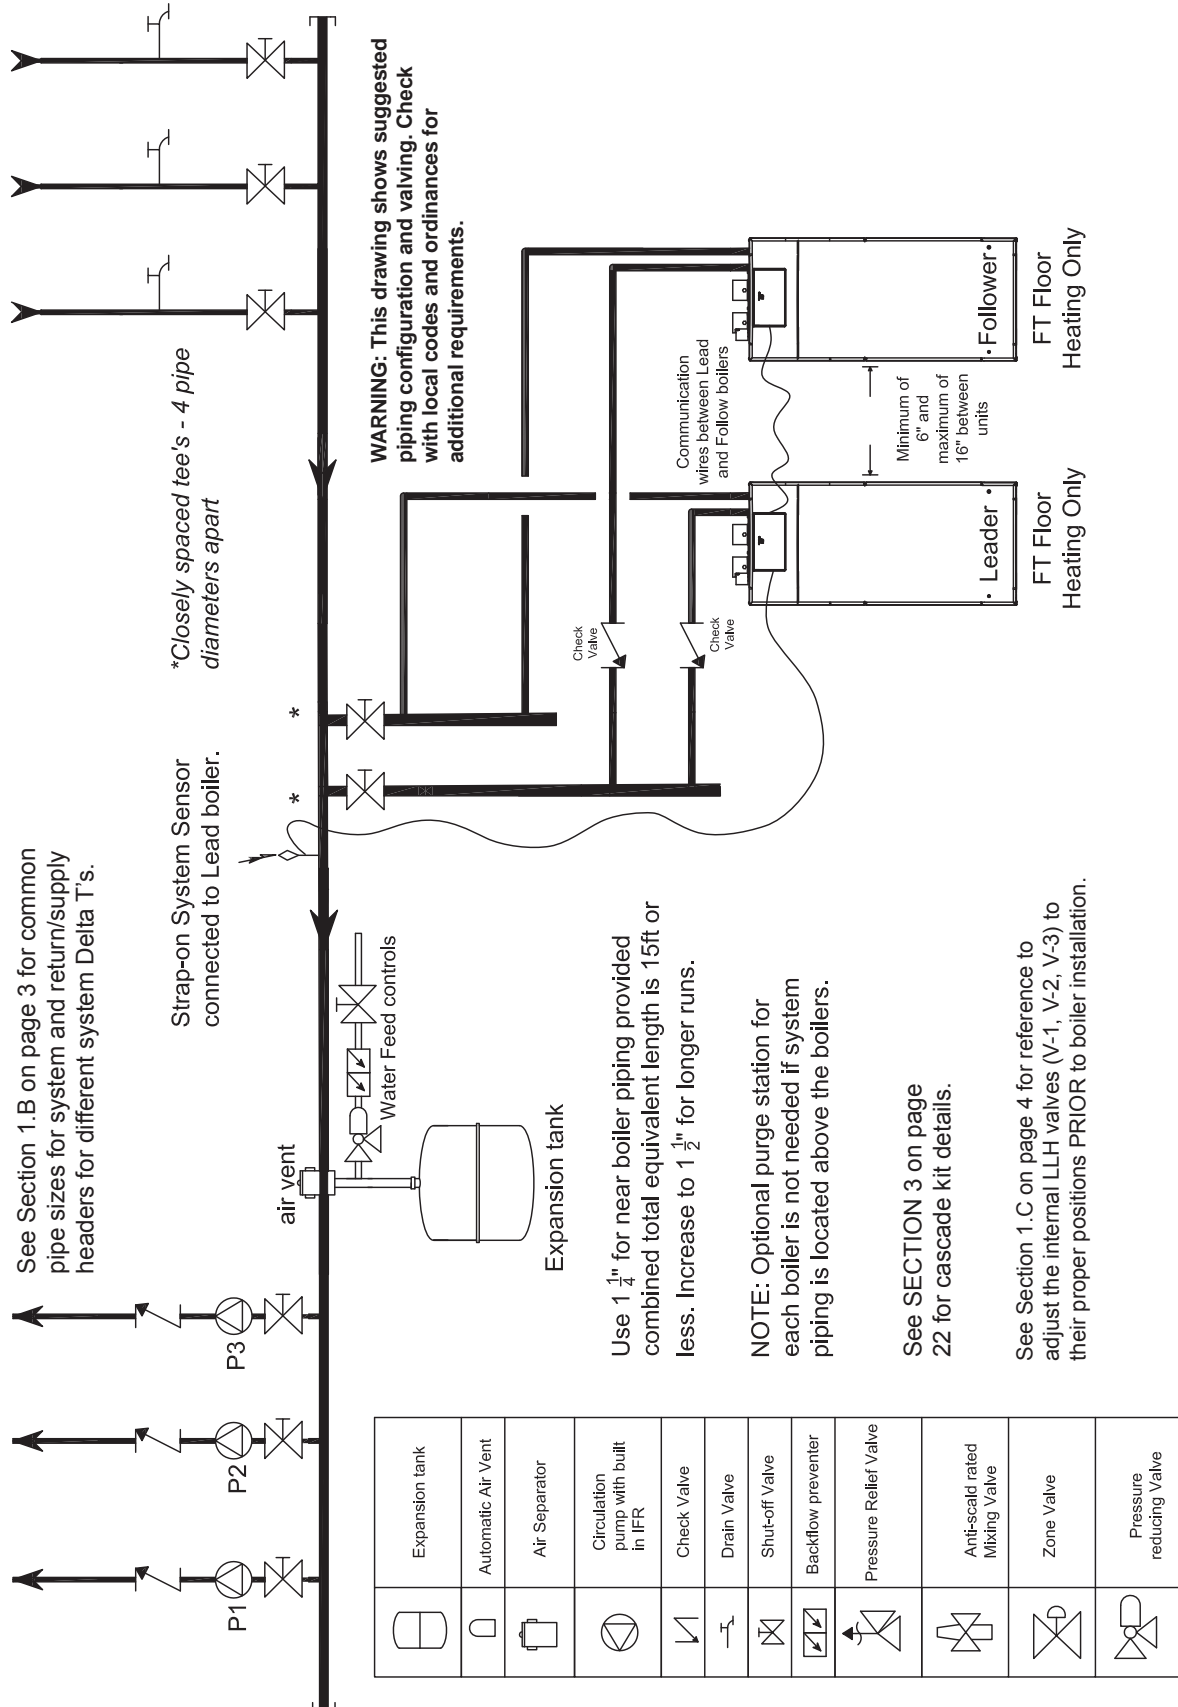 See Section 1.B on page 3 for common
pipe sizes for system and return/supply
headers for different system Delta T's.
Strap-on System Sensor
connected to Lead boiler.
*Closely spaced tee's - 4 pipe
diameters apart
P1
P2
P3
air vent
*
*
Water Feed controls
Expansion tank
WARNING: This drawing shows suggested
piping configuration and valving. Check
with local codes and ordinances for
additional requirements.
Check
Valve
Check
Valve
Communication
wires between Lead
and Follow boilers
Leader
Follower
Minimum of
6" and
maximum of
16" between
units
FT Floor
Heating Only
FT Floor
Heating Only
Use 1 1/4" for near boiler piping provided
combined total equivalent length is 15ft or
less. Increase to 1 1/2" for longer runs.
NOTE: Optional purge station for
each boiler is not needed if system
piping is located above the boilers.
See SECTION 3 on page
22 for cascade kit details.
See Section 1.C on page 4 for reference to
adjust the internal LLH valves (V-1, V-2, V-3) to
their proper positions PRIOR to boiler installation.
Expansion tank
Automatic Air Vent
Air Separator
Circulation
pump with built
in IFR
Check Valve
Drain Valve
Shut-off Valve
Backflow preventer
Pressure Relief Valve
Anti-scald rated
Mixing Valve
Zone Valve
Pressure
reducing Valve